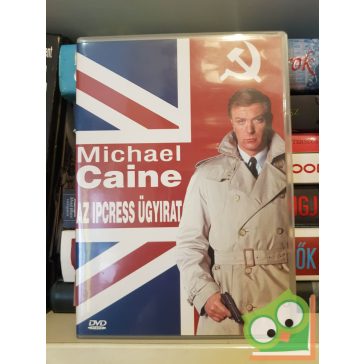 Michael
Caine
AZ IPCRESS ÜGYIRAT
DVD